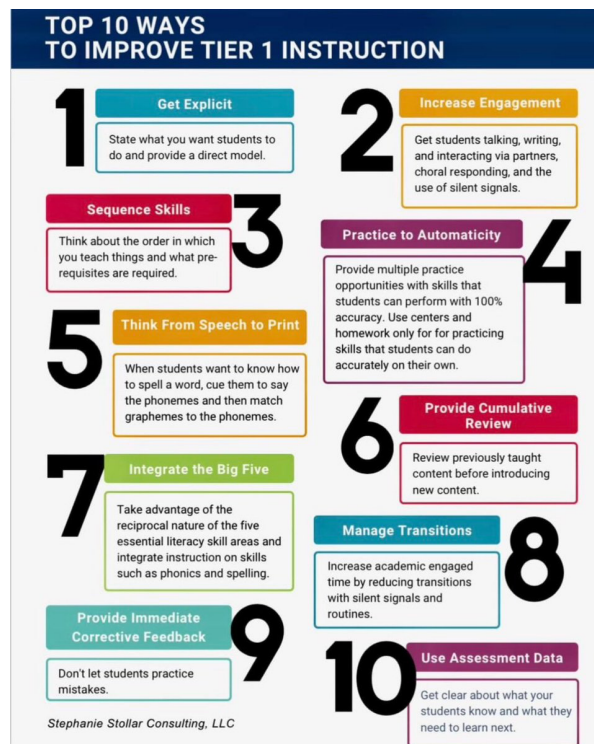 TOP 10 WAYS
TO IMPROVE TIER 1 INSTRUCTION
1
Get Explicit
State what you want students to
do and provide a direct model.
2
Increase Engagement
Get students talking, writing,
and interacting via partners,
choral responding, and the
use of silent signals.
3
Sequence Skills
Think about the order in which
you teach things and what pre-
requisites are required.
4
Practice to Automaticity
Provide multiple practice
opportunities with skills that
students can perform with 100%
accuracy. Use centers and
homework only for for practicing
skills that students can do
accurately on their own.
5
Think From Speech to Print
When students want to know how
to spell a word, cue them to say
the phonemes and then match
graphemes to the phonemes.
6
Provide Cumulative
Review
Review previously taught
content before introducing
new content.
7
Integrate the Big Five
Take advantage of the
reciprocal nature of the five
essential literacy skill areas and
integrate instruction on skills
such as phonics and spelling.
8
Manage Transitions
Increase academic engaged
time by reducing transitions
with silent signals and
routines.
9
Provide Immediate
Corrective Feedback
Don't let students practice
mistakes.
10
Use Assessment Data
Get clear about what your
students know and what they
need to learn next.
Stephanie Stollar Consulting, LLC